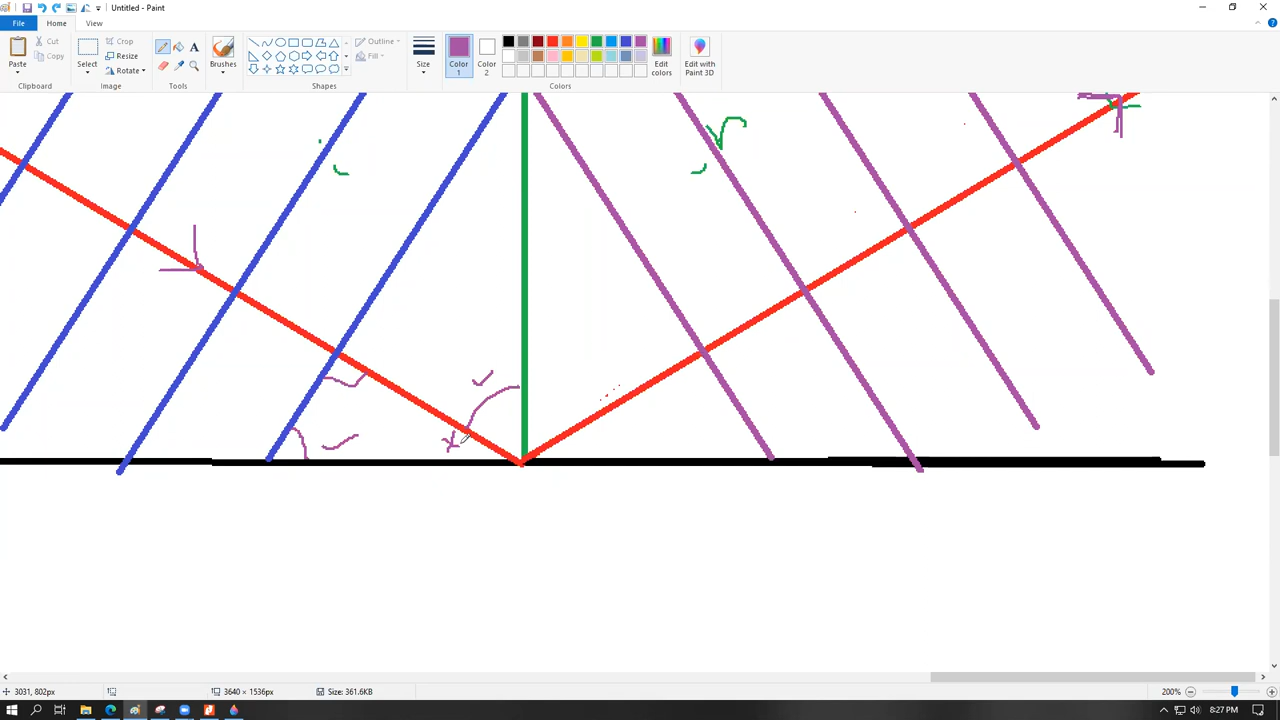 Untitled - Paint
File
Home
View
Paste
Cut
Copy
Clipboard
Select
Crop
Resize
Rotate
Image
A
Tools
Brushes
Shapes
Outline
Fill
Size
Color
1
Color
2
Edit
colors
Edit with
Paint 3D
Colors
3031, 802px
3640 × 1536px
Size: 361.6KB
200%
8:27 PM